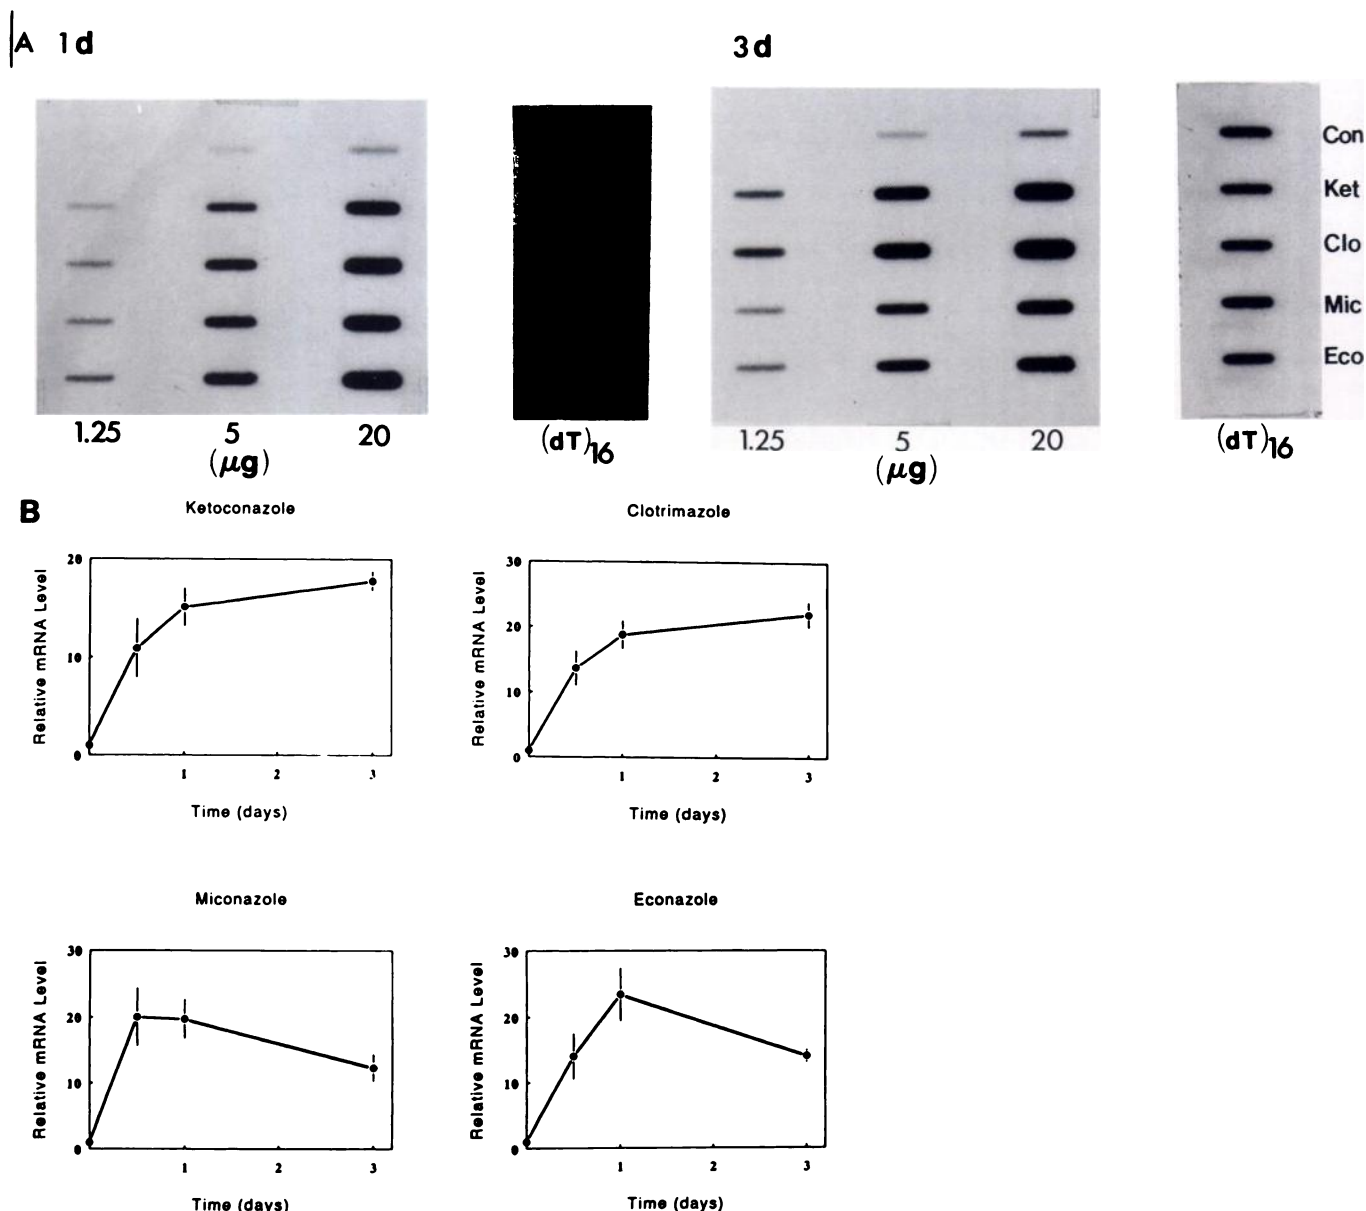 A 1d
3d
Con
Ket
Clo
Mic
Eco
1.25 5 20
(µg)
(dT)16
1.25 5 20
(µg)
(dT)16
B
Ketoconazole
Relative mRNA Level
20
10
0
1 2 3
Time (days)
Clotrimazole
Relative mRNA Level
30
20
10
0
1 2 3
Time (days)
Miconazole
Relative mRNA Level
30
20
10
0
1 2 3
Time (days)
Econazole
Relative mRNA Level
30
20
10
0
1 2 3
Time (days)